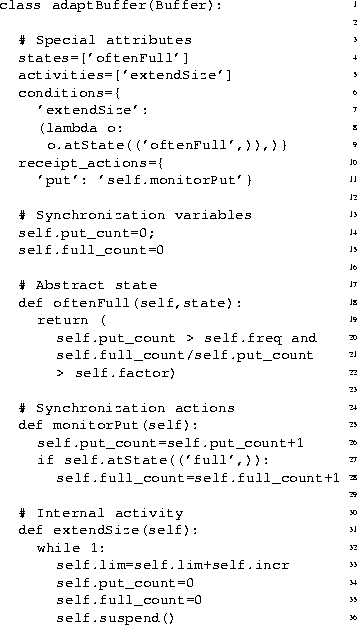 class adaptBuffer(Buffer): 1
2
# Special attributes 3
states=['oftenFull'] 4
activities=['extendSize'] 5
conditions={ 6
'extendSize': 7
(lambda o: 8
o.atState(('oftenFull',)),)} 9
receipt_actions={ 10
'put': 'self.monitorPut'} 11
12
# Synchronization variables 13
self.put_cunt=0; 14
self.full_count=0 15
16
# Abstract state 17
def oftenFull(self,state): 18
return ( 19
self.put_count > self.freq and 20
self.full_count/self.put_count 21
> self.factor) 22
23
# Synchronization actions 24
def monitorPut(self): 25
self.put_count=self.put_count+1 26
if self.atState(('full',)): 27
self.full_count=self.full_count+1 28
29
# Internal activity 30
def extendSize(self): 31
while 1: 32
self.lim=self.lim+self.incr 33
self.put_count=0 34
self.full_count=0 35
self.suspend() 36